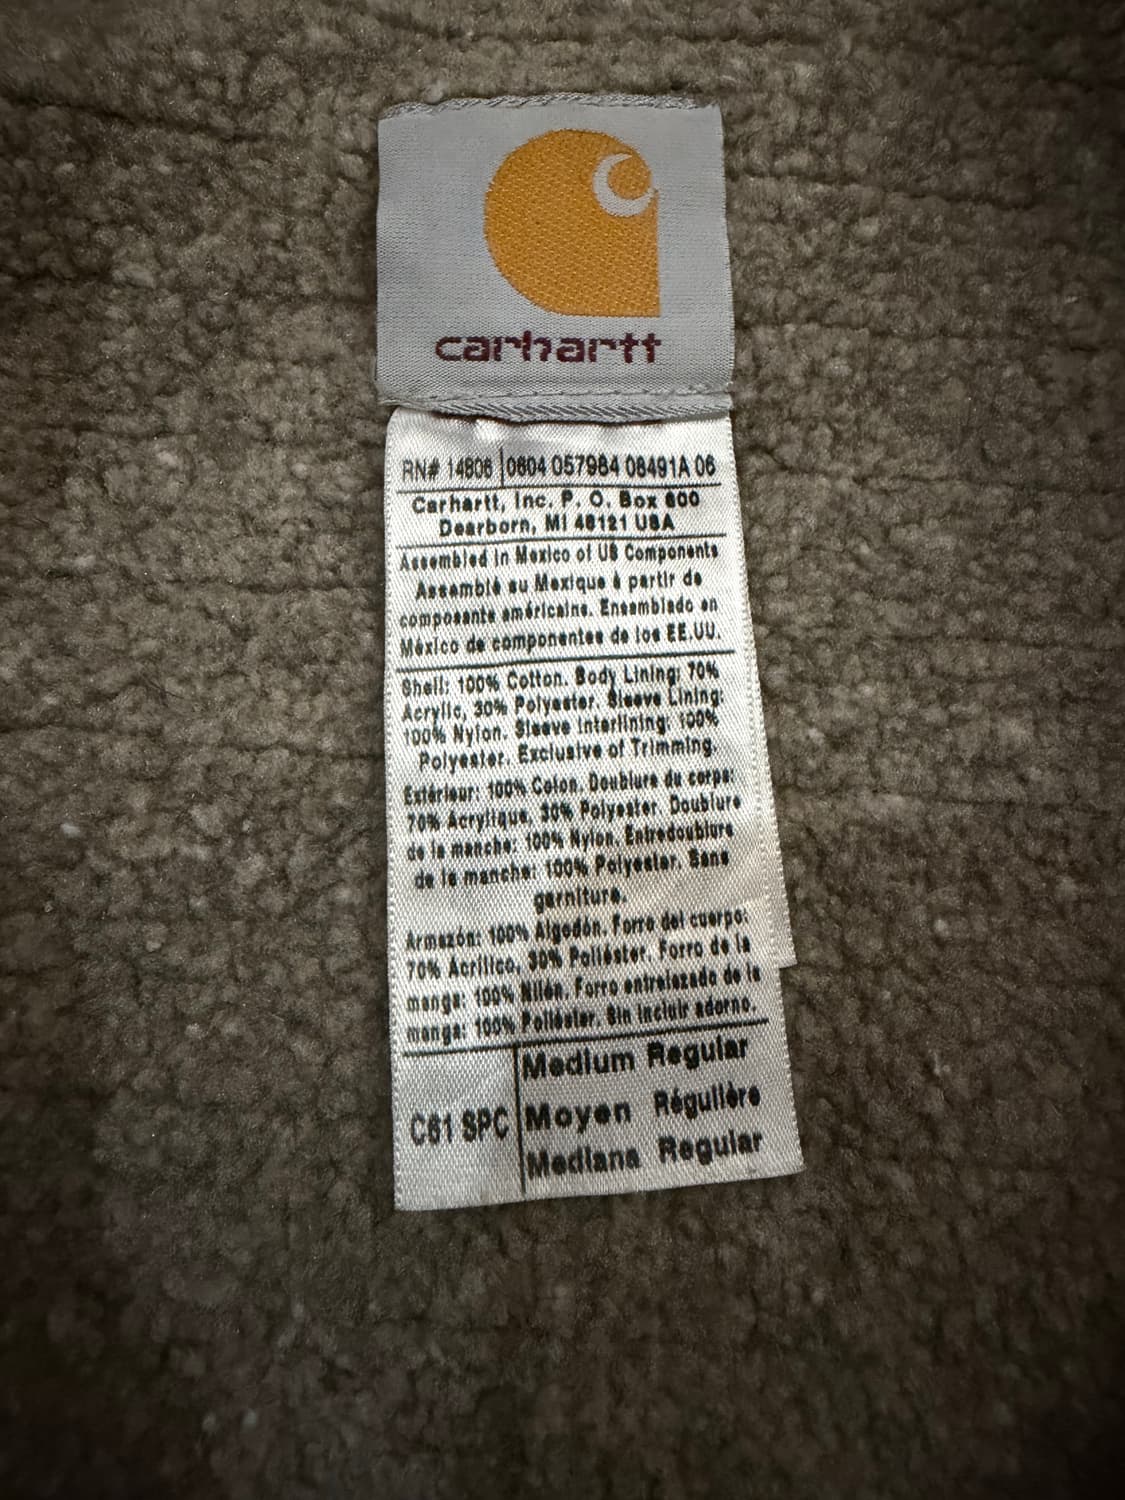 carhartt
RN# 14806 0604 057984 08491A 06
Carhartt, Inc. P. O. Box 600
Dearborn, MI 48121 USA
Assembled in Mexico of US Components
Assemblé au Mexique à partir de
composante américaine. Ensamblado en
México de componentes de los EE.UU.
Shell: 100% Cotton. Body Lining: 70%
Acrylic, 30% Polyester. Sleeve Lining:
100% Nylon. Sleeve Interlining: 100%
Polyester. Exclusive of Trimming.
Extérieur: 100% Coton. Doublure du corps:
70% Acrylique, 30% Polyester. Doublure
de la manche: 100% Nylon. Entredoublure
de la manche: 100% Polyester. Sans
garniture.
Armazón: 100% Algodón. Forro del cuerpo:
70% Acrílico, 30% Poliéster. Forro de la
manga: 100% Nilón. Forro entrelazado de la
manga: 100% Poliéster. Sin incluir adorno.
Medium Regular
C61 SPC Moyen Régulière
Mediana Regular